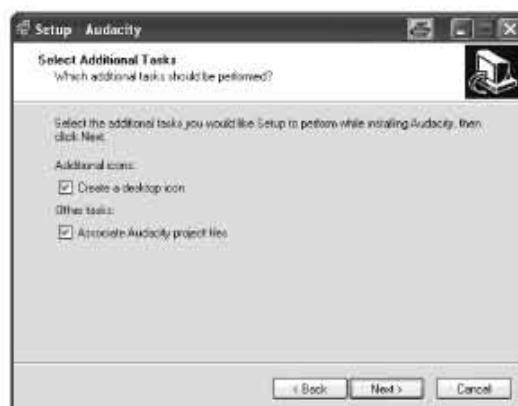 Setup Audacity
Select Additional Tasks
Which additional tasks should be performed?
Select the additional tasks you would like Setup to perform while installing Audacity, then
click Next.
Additional icons:
Create a desktop icon
Other tasks:
Associate Audacity project files
< Back
Next >
Cancel